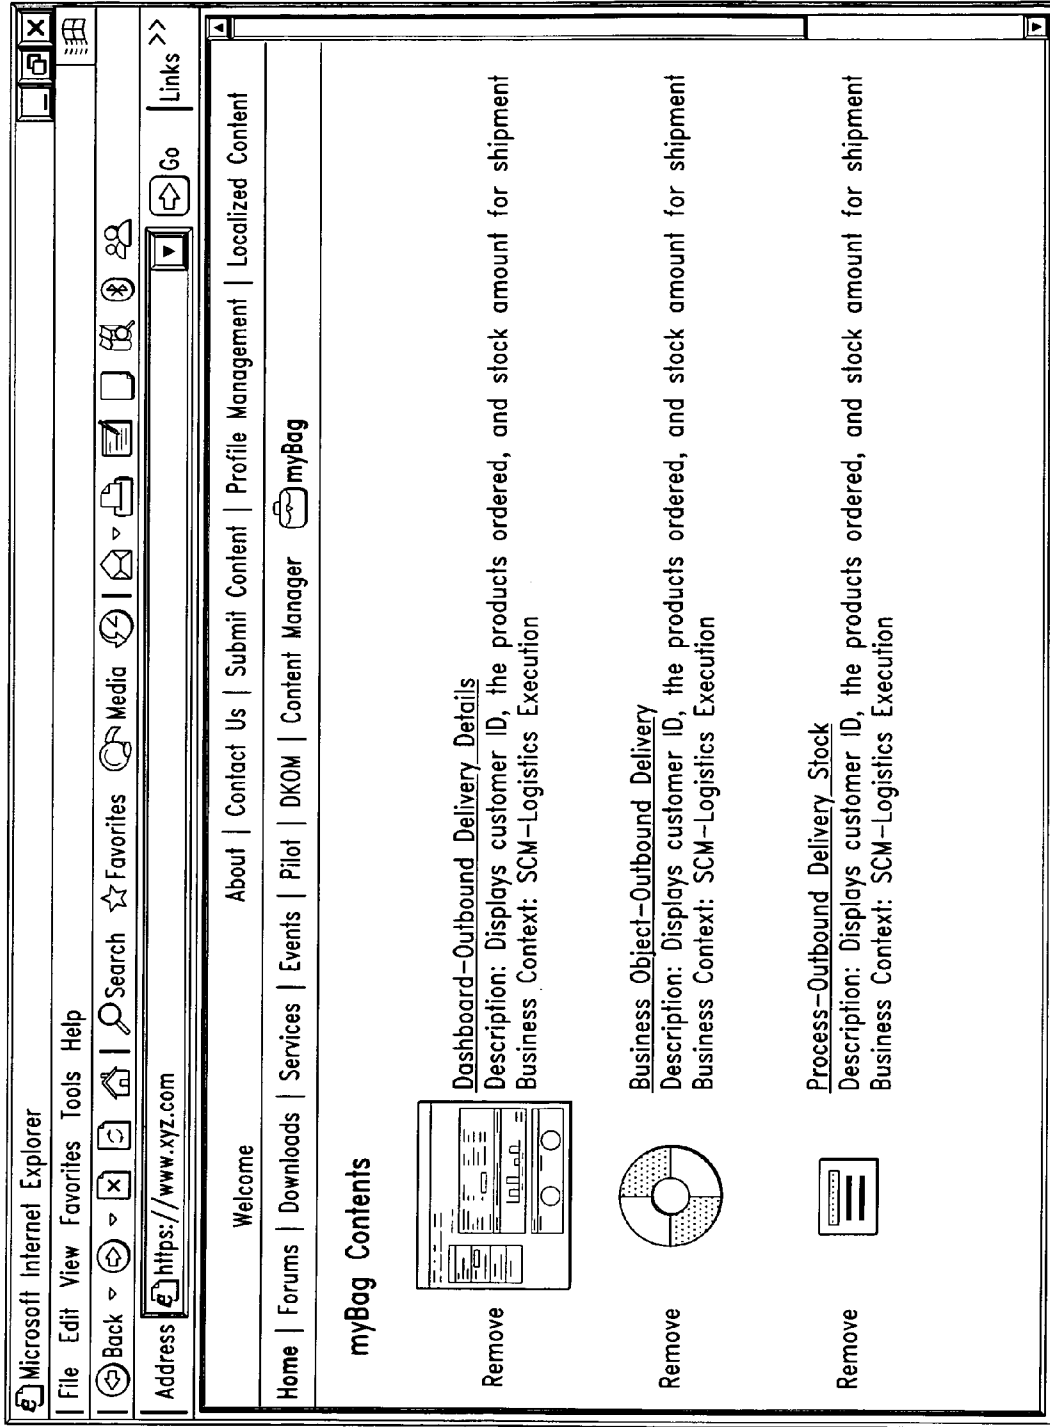 Microsoft Internet Explorer
File Edit View Favorites Tools Help
Back Search Favorites Media
Address https://www.xyz.com Go Links >>
Welcome About | Contact Us | Submit Content | Profile Management | Localized Content
Home | Forums | Downloads | Services | Events | Pilot | DKOM | Content Manager myBag
myBag Contents
Remove
Dashboard-Outbound Delivery Details
Description: Displays customer ID, the products ordered, and stock amount for shipment
Business Context: SCM-Logistics Execution
Remove
Business Object-Outbound Delivery
Description: Displays customer ID, the products ordered, and stock amount for shipment
Business Context: SCM-Logistics Execution
Remove
Process-Outbound Delivery Stock
Description: Displays customer ID, the products ordered, and stock amount for shipment
Business Context: SCM-Logistics Execution